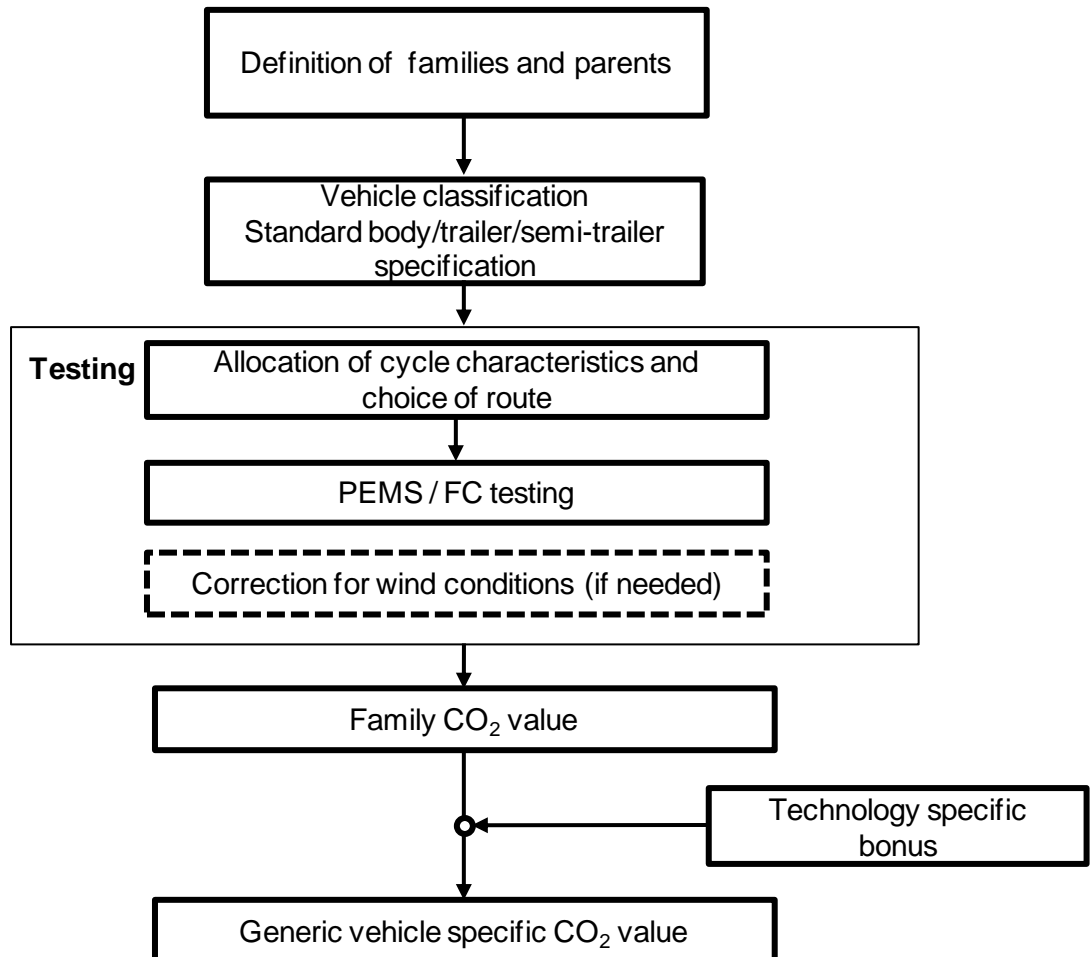 Definition of families and parents
Vehicle classification
Standard body/trailer/semi-trailer
specification
Testing
Allocation of cycle characteristics and
choice of route
PEMS / FC testing
Correction for wind conditions (if needed)
Family CO₂ value
Technology specific
bonus
Generic vehicle specific CO₂ value